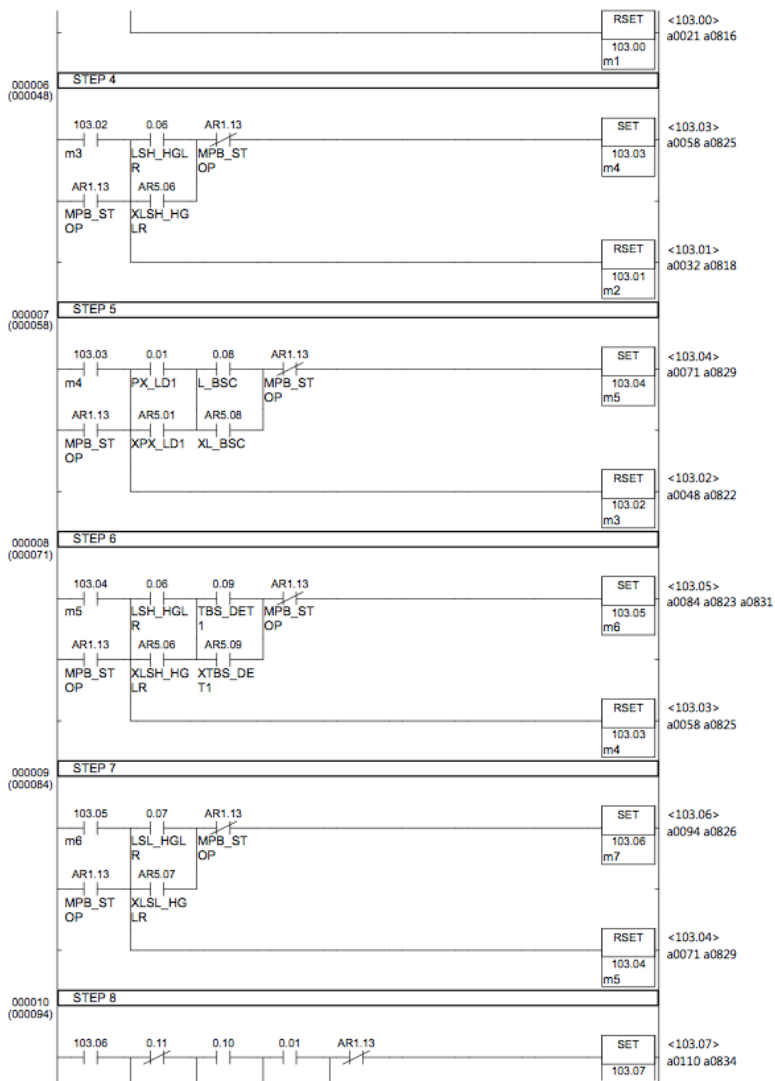 RSET <103.00>
103.00 a0021 a0816
m1
000006 STEP 4
(000048)
103.02 0.06 AR1.13 SET <103.03>
m3 LSH_HGL MPB_ST 103.03 a0058 a0825
R OP m4
AR1.13 AR5.06
MPB_ST XLSH_HG
OP LR
RSET <103.01>
103.01 a0032 a0818
m2
000007 STEP 5
(000058)
103.03 0.01 0.08 AR1.13 SET <103.04>
m4 PX_LD1 L_BSC MPB_ST 103.04 a0071 a0829
OP m5
AR1.13 AR5.01 AR5.08
MPB_ST XPX_LD1 XL_BSC
OP
RSET <103.02>
103.02 a0048 a0822
m3
000008 STEP 6
(000071)
103.04 0.06 0.09 AR1.13 SET <103.05>
m5 LSH_HGL TBS_DET MPB_ST 103.05 a0084 a0823 a0831
R 1 OP m6
AR1.13 AR5.06 AR5.09
MPB_ST XLSH_HG XTBS_DE
OP LR T1
RSET <103.03>
103.03 a0058 a0825
m4
000009 STEP 7
(000084)
103.05 0.07 AR1.13 SET <103.06>
m6 LSL_HGL MPB_ST 103.06 a0094 a0826
R OP m7
AR1.13 AR5.07
MPB_ST XLSL_HG
OP LR
RSET <103.04>
103.04 a0071 a0829
m5
000010 STEP 8
(000094)
103.06 0.11 0.10 0.01 AR1.13 SET <103.07>
103.07 a0110 a0834